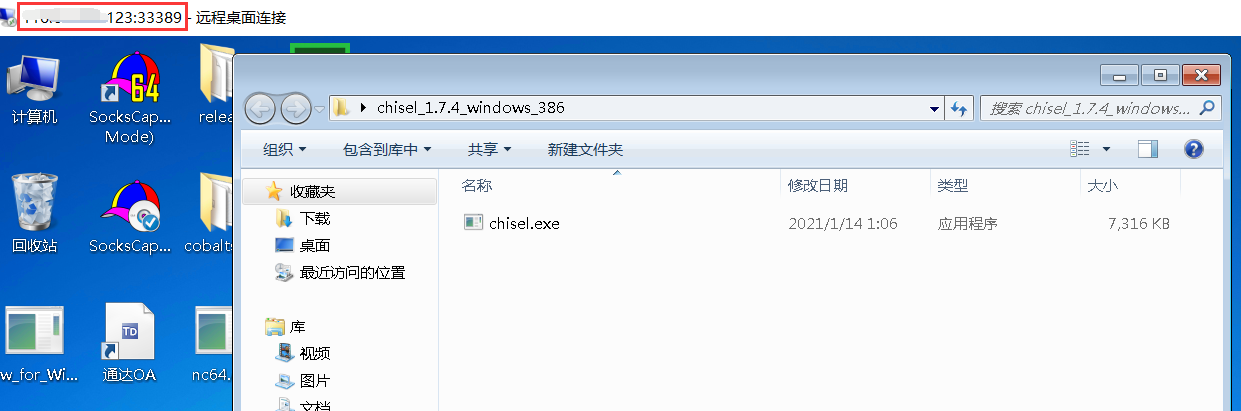 123:33389 - 远程桌面连接
chisel_1.7.4_windows_386
搜索 chisel_1.7.4_windows...
计算机
SocksCap...
Mode)
64
relea
组织
包含到库中
共享
新建文件夹
收藏夹
下载
桌面
最近访问的位置
库
视频
图片
文档
名称
修改日期
类型
大小
chisel.exe
2021/1/14 1:06
应用程序
7,316 KB
回收站
SocksCap...
cobalts
w_for_Wi...
TD
通达OA
nc64.